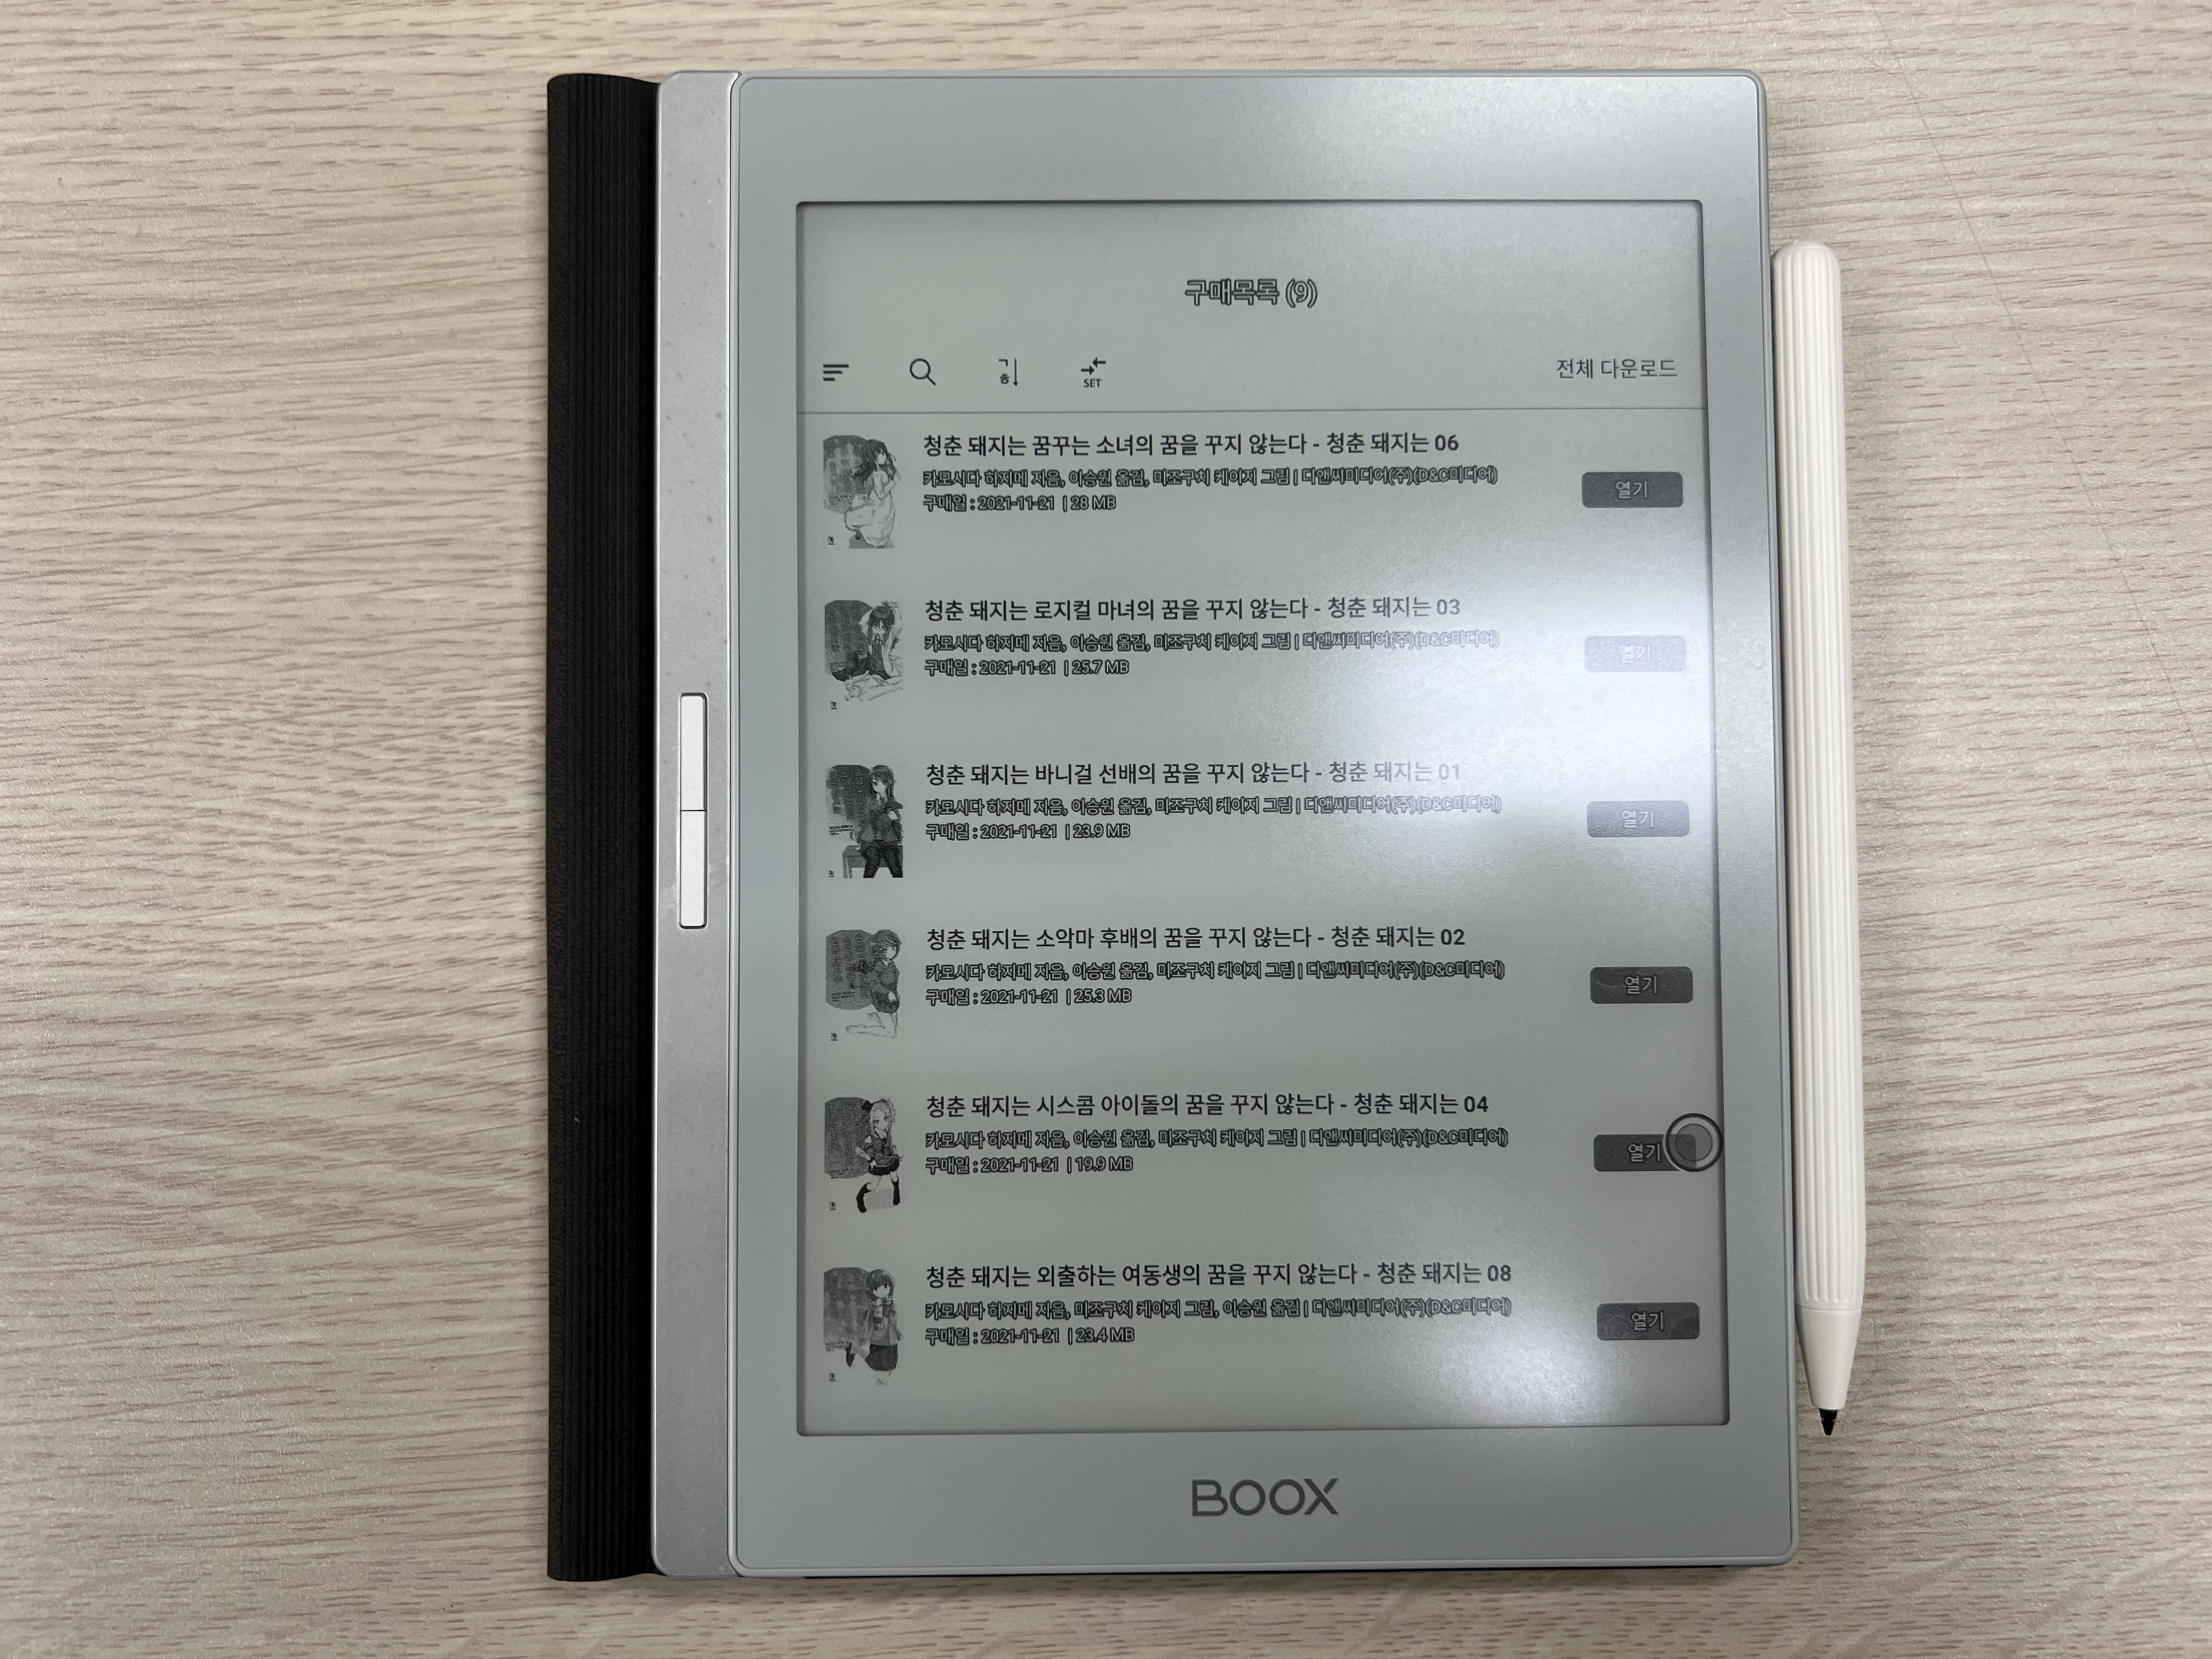 구매목록 (9)
SET
전체 다운로드
청춘 돼지는 꿈꾸는 소녀의 꿈을 꾸지 않는다 - 청춘 돼지는 06
카모시다 하지메 지음, 이승원 옮김, 미조구치 케이지 그림 | 디앤씨미디어(주)(D&C미디어)
구매일 : 2021-11-21 | 28 MB
열기
청춘 돼지는 로지컬 마녀의 꿈을 꾸지 않는다 - 청춘 돼지는 03
카모시다 하지메 지음, 이승원 옮김, 미조구치 케이지 그림 | 디앤씨미디어(주)(D&C미디어)
구매일 : 2021-11-21 | 25.7 MB
열기
청춘 돼지는 바니걸 선배의 꿈을 꾸지 않는다 - 청춘 돼지는 01
카모시다 하지메 지음, 이승원 옮김, 미조구치 케이지 그림 | 디앤씨미디어(주)(D&C미디어)
구매일 : 2021-11-21 | 23.9 MB
열기
청춘 돼지는 소악마 후배의 꿈을 꾸지 않는다 - 청춘 돼지는 02
카모시다 하지메 지음, 이승원 옮김, 미조구치 케이지 그림 | 디앤씨미디어(주)(D&C미디어)
구매일 : 2021-11-21 | 25.3 MB
열기
청춘 돼지는 시스콤 아이돌의 꿈을 꾸지 않는다 - 청춘 돼지는 04
카모시다 하지메 지음, 이승원 옮김, 미조구치 케이지 그림 | 디앤씨미디어(주)(D&C미디어)
구매일 : 2021-11-21 | 19.9 MB
열기
청춘 돼지는 외출하는 여동생의 꿈을 꾸지 않는다 - 청춘 돼지는 08
카모시다 하지메 지음, 미조구치 케이지 그림, 이승원 옮김 | 디앤씨미디어(주)(D&C미디어)
구매일 : 2021-11-21 | 23.4 MB
열기
BOOX